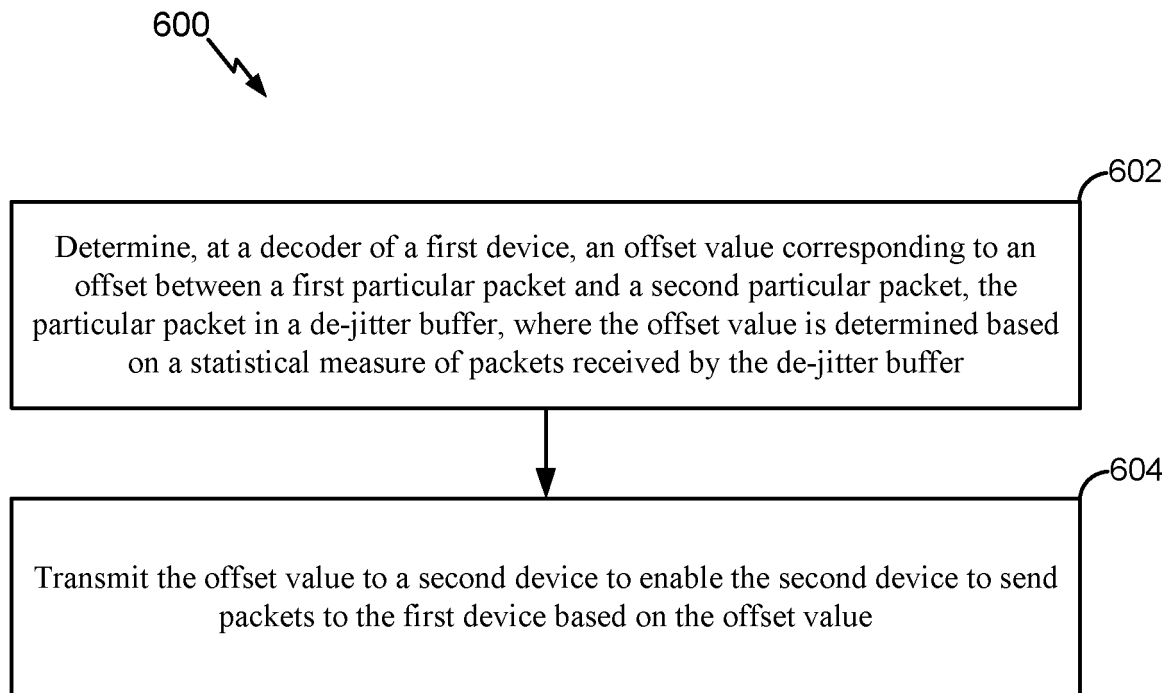 600
602
Determine, at a decoder of a first device, an offset value corresponding to an
offset between a first particular packet and a second particular packet, the
particular packet in a de-jitter buffer, where the offset value is determined based
on a statistical measure of packets received by the de-jitter buffer
604
Transmit the offset value to a second device to enable the second device to send
packets to the first device based on the offset value